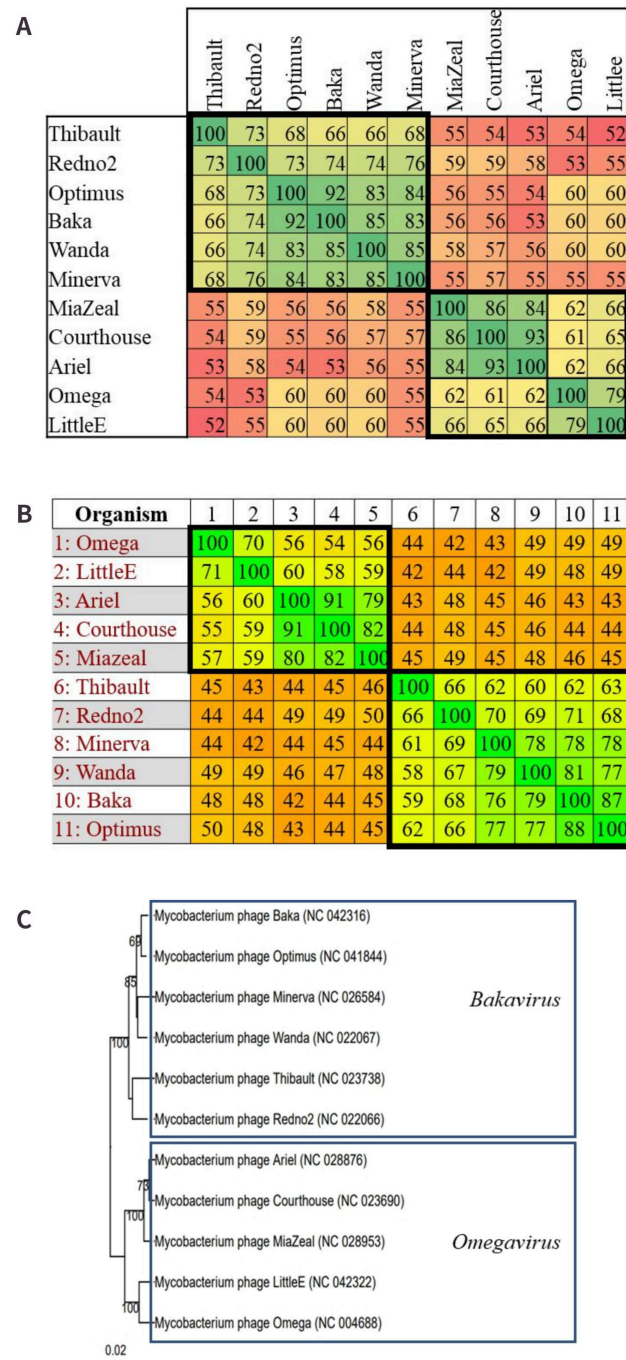 A
Thibault Redno2 Optimus Baka Wanda Minerva MiaZeal Courthouse Ariel Omega Littlee
Thibault 100 73 68 66 66 68 55 54 53 54 52
Redno2 73 100 73 74 74 76 59 59 58 53 55
Optimus 68 73 100 92 83 84 56 55 54 60 60
Baka 66 74 92 100 85 83 56 56 53 60 60
Wanda 66 74 83 85 100 85 58 57 56 60 60
Minerva 68 76 84 83 85 100 55 57 55 55 55
MiaZeal 55 59 56 56 58 55 100 86 84 62 66
Courthouse 54 59 55 56 57 57 86 100 93 61 65
Ariel 53 58 54 53 56 55 84 93 100 62 66
Omega 54 53 60 60 60 55 62 61 62 100 79
LittleE 52 55 60 60 60 55 66 65 66 79 100
B
Organism 1 2 3 4 5 6 7 8 9 10 11
1: Omega 100 70 56 54 56 44 42 43 49 49 49
2: LittleE 71 100 60 58 59 42 44 42 49 48 49
3: Ariel 56 60 100 91 79 43 48 45 46 43 43
4: Courthouse 55 59 91 100 82 44 48 45 46 44 44
5: Miazeal 57 59 80 82 100 45 49 45 48 46 45
6: Thibault 45 43 44 45 46 100 66 62 60 62 63
7: Redno2 44 44 49 49 50 66 100 70 69 71 68
8: Minerva 44 42 44 45 44 61 69 100 78 78 78
9: Wanda 49 49 46 47 48 58 67 79 100 81 77
10: Baka 48 48 42 44 45 59 68 76 79 100 87
11: Optimus 50 48 43 44 45 62 66 77 77 88 100
C
Mycobacterium phage Baka (NC 042316)
69
Mycobacterium phage Optimus (NC 041844)
85
Mycobacterium phage Minerva (NC 026584)
Bakavirus
Mycobacterium phage Wanda (NC 022067)
100
Mycobacterium phage Thibault (NC 023738)
Mycobacterium phage Redno2 (NC 022066)
Mycobacterium phage Ariel (NC 028876)
73
Mycobacterium phage Courthouse (NC 023690)
100
Mycobacterium phage MiaZeal (NC 028953)
Omegavirus
Mycobacterium phage LittleE (NC 042322)
100
Mycobacterium phage Omega (NC 004688)
0.02